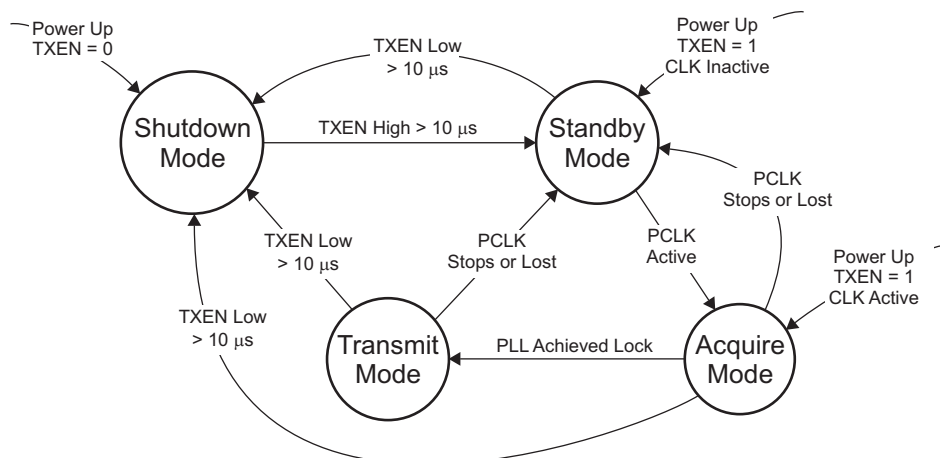 Power Up
TXEN = 0
TXEN Low
> 10 μs
Power Up
TXEN = 1
CLK Inactive
Shutdown
Mode
TXEN High > 10 μs
Standby
Mode
PCLK
Stops or Lost
TXEN Low
> 10 μs
PCLK
Stops or Lost
PCLK
Active
Power Up
TXEN = 1
CLK Active
TXEN Low
> 10 μs
Transmit
Mode
PLL Achieved Lock
Acquire
Mode